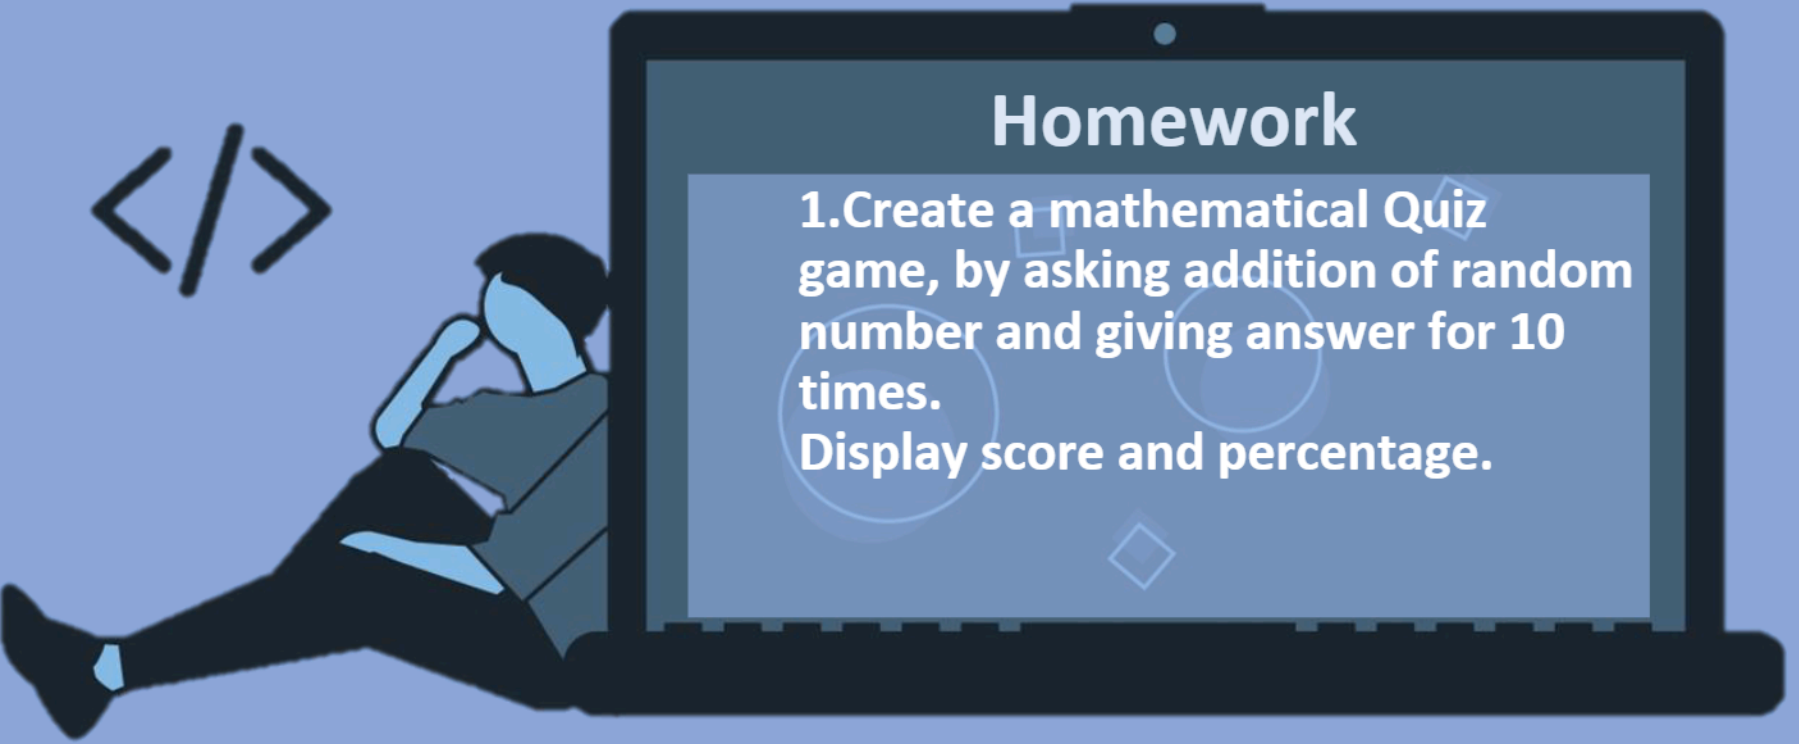 Homework
1.Create a mathematical Quiz
game, by asking addition of random
number and giving answer for 10
times.
Display score and percentage.